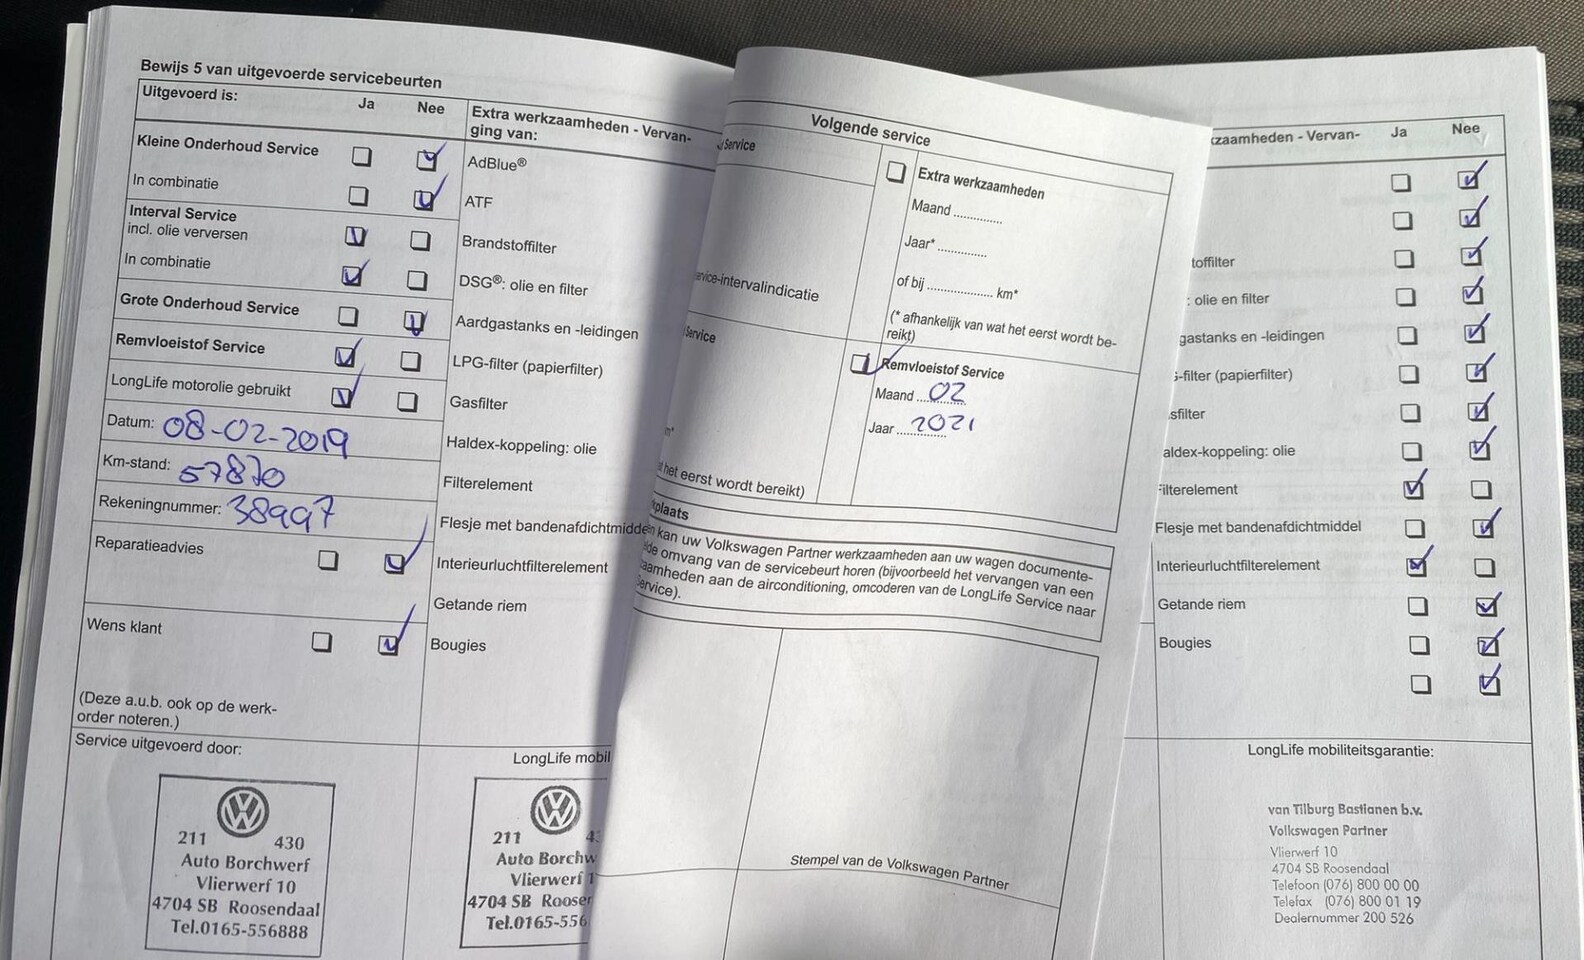 Bewijs 5 van uitgevoerde servicebeurten
Uitgevoerd is: Ja Nee
Kleine Onderhoud Service
In combinatie
Interval Service
incl. olie verversen
In combinatie
Grote Onderhoud Service
Remvloeistof Service
LongLife motorolie gebruikt
Datum: 08-02-2019
Km-stand: 57870
Rekeningnummer: 38997
Reparatieadvies
Wens klant
(Deze a.u.b. ook op de werk-
order noteren.)
Service uitgevoerd door:
211 430
Auto Borchwerf
Vlierwerf 10
4704 SB Roosendaal
Tel.0165-556888
Extra werkzaamheden - Vervan-
ging van:
AdBlue®
ATF
Brandstoffilter
DSG®: olie en filter
Aardgastanks en -leidingen
LPG-filter (papierfilter)
Gasfilter
Haldex-koppeling: olie
Filterelement
Flesje met bandenafdichtmiddel
Interieurluchtfilterelement
Getande riem
Bougies
LongLife mobil
211 4
Auto Borchw
Vlierwerf 1
4704 SB Roosen
Tel.0165-556
Volgende service
Service
service-intervalindicatie
Service
het eerst wordt bereikt)
Extra werkzaamheden
Maand ...............
Jaar* ...............
of bij .................... km*
(* afhankelijk van wat het eerst wordt be-
reikt)
Remvloeistof Service
Maand ...02...
Jaar ...2021...
plaats
kan uw Volkswagen Partner werkzaamheden aan uw wagen documente-
de omvang van de servicebeurt horen (bijvoorbeeld het vervangen van een
zaamheden aan de airconditioning, omcoderen van de LongLife Service naar
ervice).
Stempel van de Volkswagen Partner
zaamheden - Vervan- Ja Nee
toffilter
: olie en filter
gastanks en -leidingen
-filter (papierfilter)
sfilter
aldex-koppeling: olie
Filterelement
Flesje met bandenafdichtmiddel
Interieurluchtfilterelement
Getande riem
Bougies
LongLife mobiliteitsgarantie:
van Tilburg Bastianen b.v.
Volkswagen Partner
Vlierwerf 10
4704 SB Roosendaal
Telefoon (076) 800 00 00
Telefax (076) 800 01 19
Dealernummer 200 526